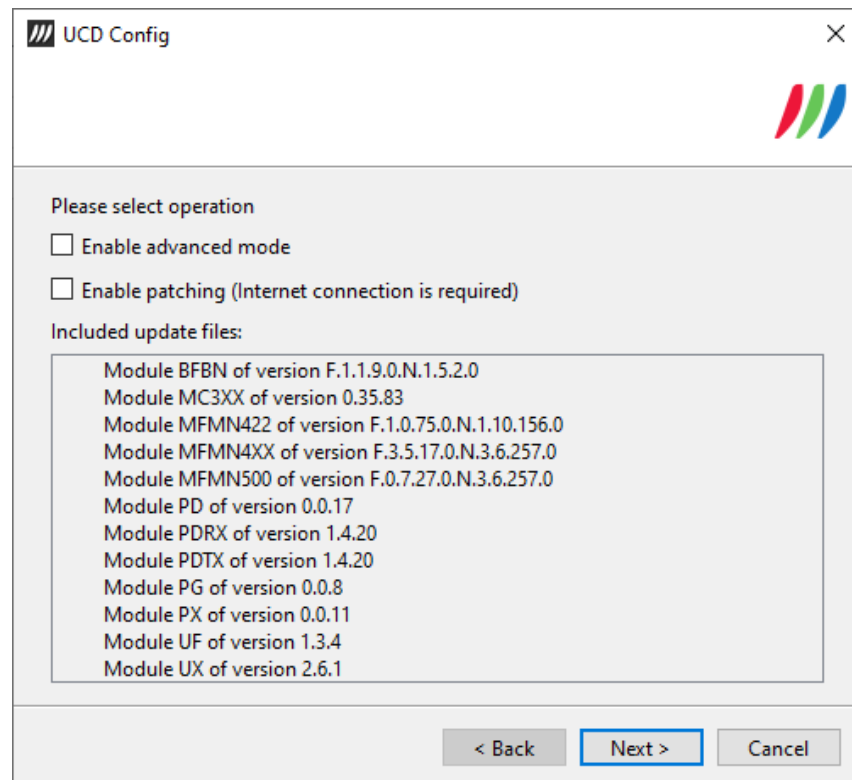 UCD Config
Please select operation
Enable advanced mode
Enable patching (Internet connection is required)
Included update files:
Module BFBN of version F.1.1.9.0.N.1.5.2.0
Module MC3XX of version 0.35.83
Module MFMN422 of version F.1.0.75.0.N.1.10.156.0
Module MFMN4XX of version F.3.5.17.0.N.3.6.257.0
Module MFMN500 of version F.0.7.27.0.N.3.6.257.0
Module PD of version 0.0.17
Module PDRX of version 1.4.20
Module PDTX of version 1.4.20
Module PG of version 0.0.8
Module PX of version 0.0.11
Module UF of version 1.3.4
Module UX of version 2.6.1
< Back Next > Cancel